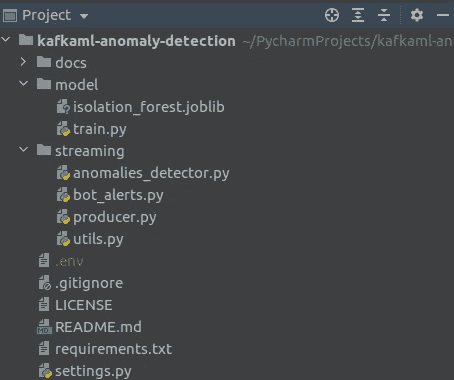 Project
kafkaml-anomaly-detection ~/PycharmProjects/kafkaml-an
docs
model
isolation_forest.joblib
train.py
streaming
anomalies_detector.py
bot_alerts.py
producer.py
utils.py
.env
.gitignore
LICENSE
README.md
requirements.txt
settings.py